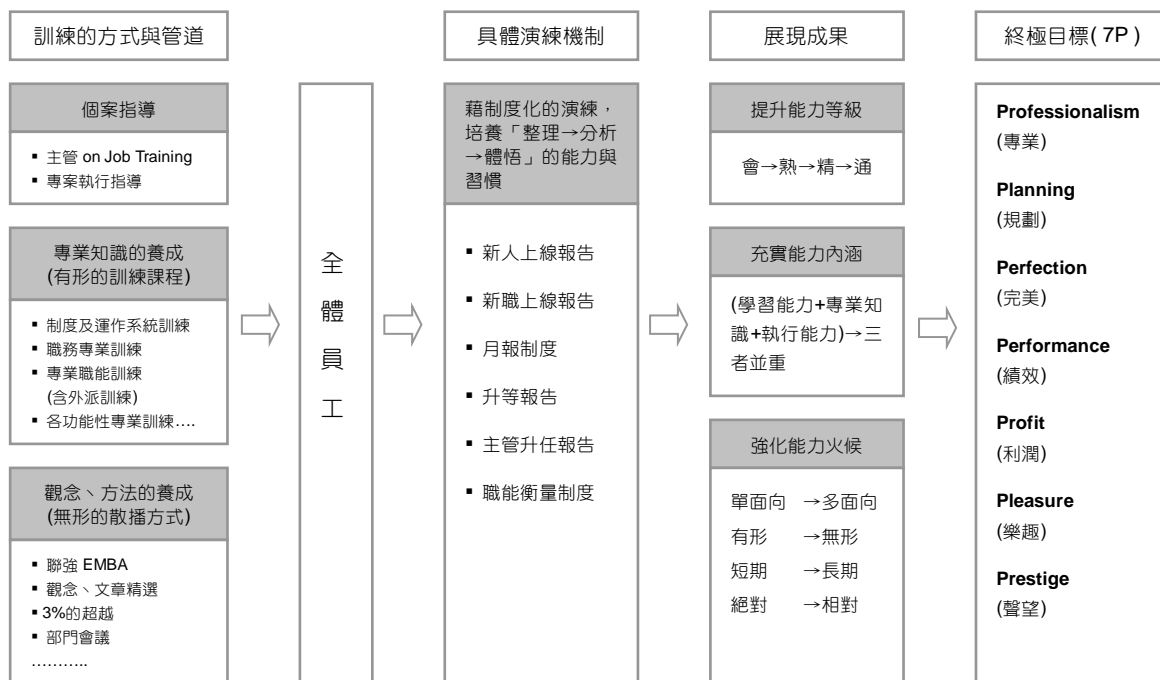 訓練的方式與管道
個案指導
▪ 主管 on Job Training
▪ 專案執行指導
專業知識的養成
(有形的訓練課程)
▪ 制度及運作系統訓練
▪ 職務專業訓練
▪ 專業職能訓練
(含外派訓練)
▪ 各功能性專業訓練....
觀念、方法的養成
(無形的散播方式)
▪ 聯強 EMBA
▪ 觀念、文章精選
▪ 3%的超越
▪ 部門會議
………..
全
體
員
工
具體演練機制
藉制度化的演練，
培養「整理→分析
→體悟」的能力與
習慣
▪ 新人上線報告
▪ 新職上線報告
▪ 月報制度
▪ 升等報告
▪ 主管升任報告
▪ 職能衡量制度
展現成果
提升能力等級
會→熟→精→通
充實能力內涵
(學習能力+專業知
識+執行能力)→三
者並重
強化能力火候
單面向 →多面向
有形 →無形
短期 →長期
絕對 →相對
終極目標( 7P )
Professionalism
(專業)
Planning
(規劃)
Perfection
(完美)
Performance
(績效)
Profit
(利潤)
Pleasure
(樂趣)
Prestige
(聲望)